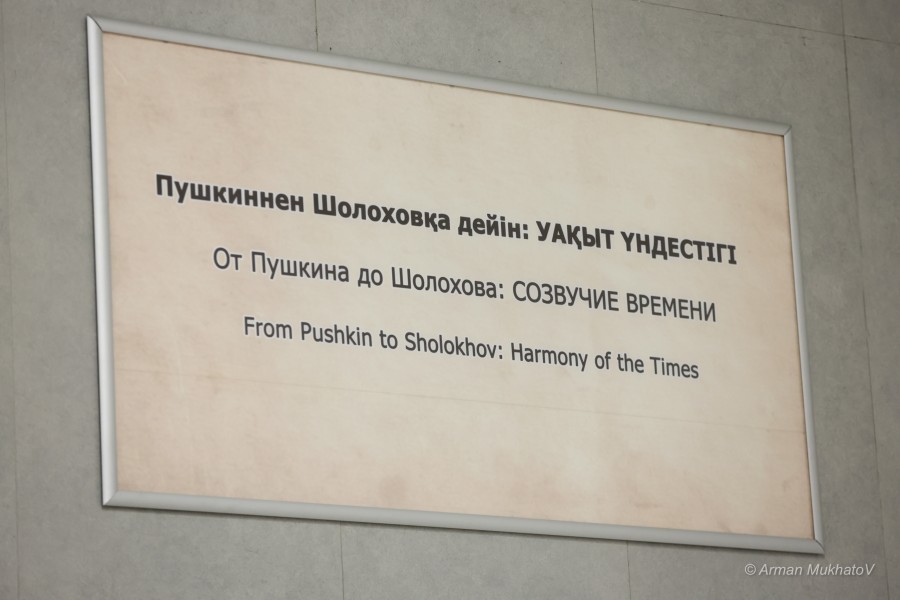 Пушкиннен Шолоховқа дейін: УАҚЫТ ҮНДЕСТІГІ
От Пушкина до Шолохова: СОЗВУЧИЕ ВРЕМЕНИ
From Pushkin to Sholokhov: Harmony of the Times
© Arman MukhatoV